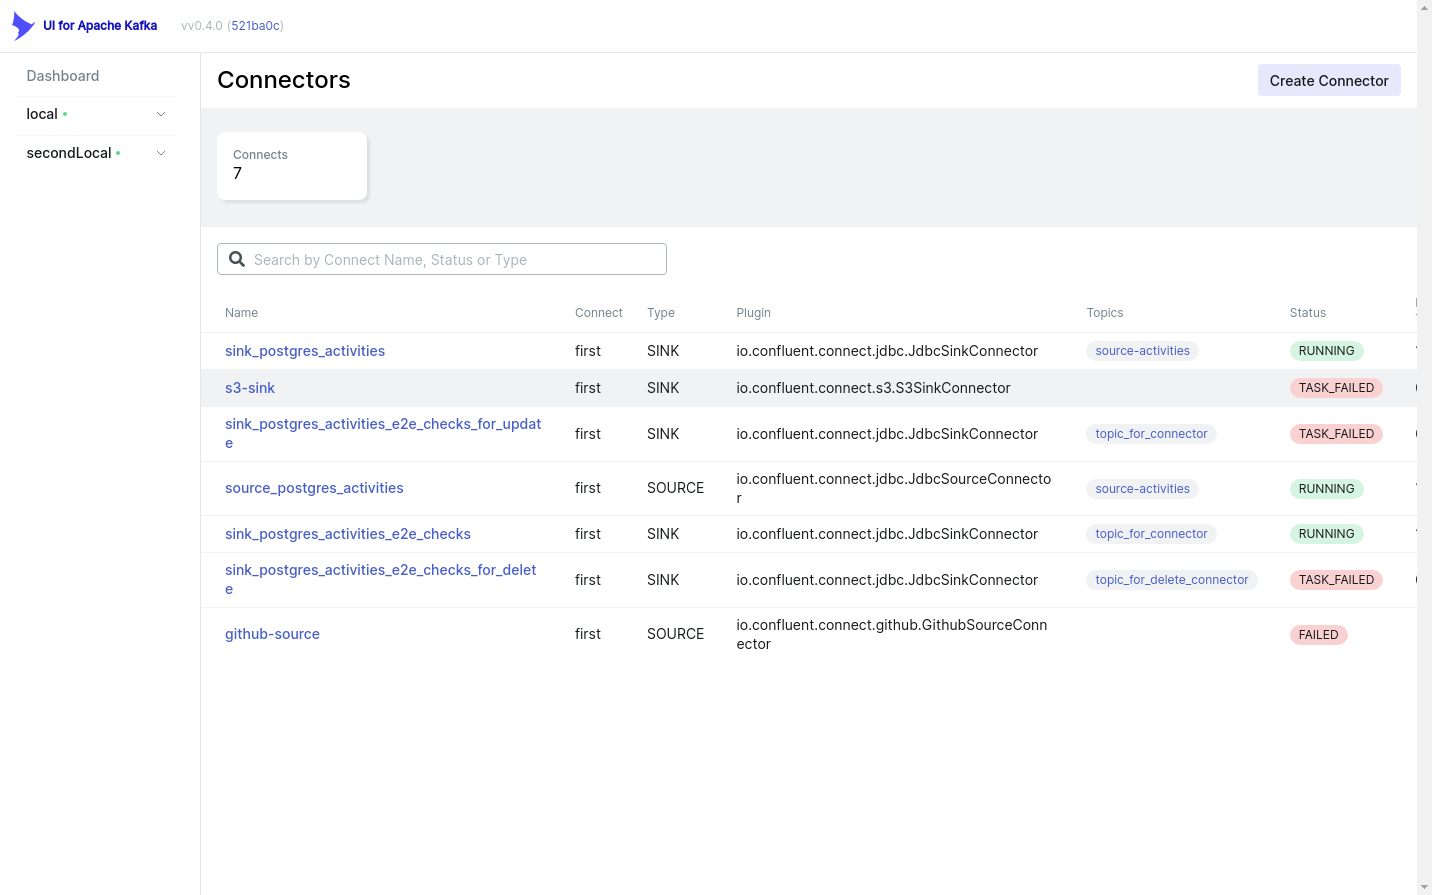 UI for Apache Kafka vv0.4.0 (521ba0c)
Dashboard
local
secondLocal
Connectors
Create Connector
Connects
7
Search by Connect Name, Status or Type
Name Connect Type Plugin Topics Status
sink_postgres_activities first SINK io.confluent.connect.jdbc.JdbcSinkConnector source-activities RUNNING
s3-sink first SINK io.confluent.connect.s3.S3SinkConnector TASK_FAILED
sink_postgres_activities_e2e_checks_for_updat
e
first SINK io.confluent.connect.jdbc.JdbcSinkConnector topic_for_connector TASK_FAILED
source_postgres_activities first SOURCE
io.confluent.connect.jdbc.JdbcSourceConnecto
r
source-activities RUNNING
sink_postgres_activities_e2e_checks first SINK io.confluent.connect.jdbc.JdbcSinkConnector topic_for_connector RUNNING
sink_postgres_activities_e2e_checks_for_delet
e
first SINK io.confluent.connect.jdbc.JdbcSinkConnector topic_for_delete_connector TASK_FAILED
github-source first SOURCE
io.confluent.connect.github.GithubSourceConn
ector
FAILED